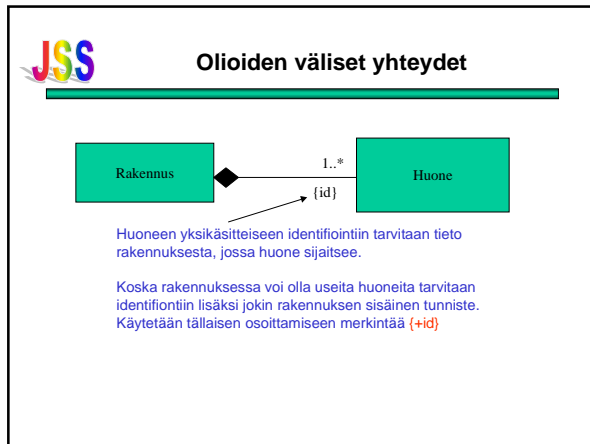 JSS
Olioiden väliset yhteydet
Rakennus
1..*
{id}
Huone
Huoneen yksikäsitteiseen identifiointiin tarvitaan tieto
rakennuksesta, jossa huone sijaitsee.
Koska rakennuksessa voi olla useita huoneita tarvitaan
identifiontiin lisäksi jokin rakennuksen sisäinen tunniste.
Käytetään tällaisen osoittamiseen merkintää {+id}